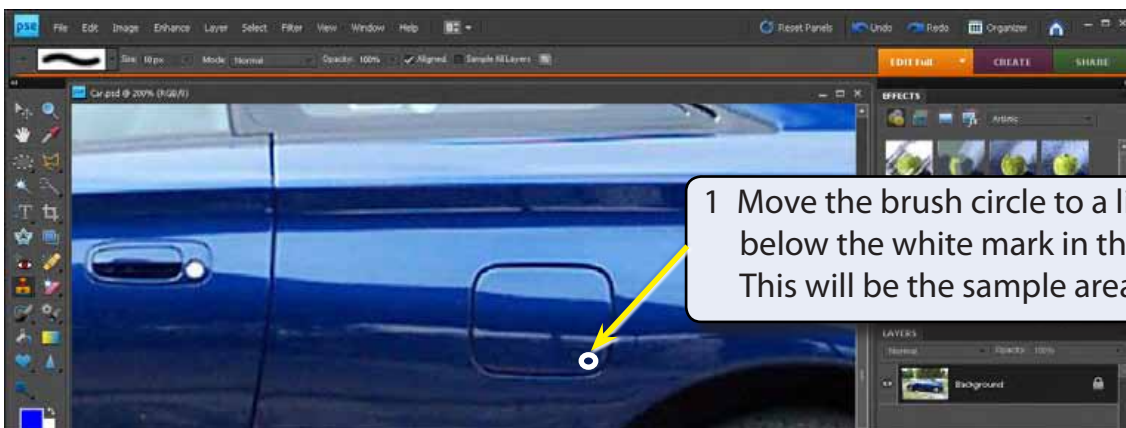 pse File Edit Image Enhance Layer Select Filter View Window Help Reset Panels Undo Redo Organizer
Size: 10 px Mode: Normal Opacity: 100% Aligned Sample All Layers EDIT Full CREATE SHARE
Car.psd @ 200% (RGB/8) EFFECTS
Artistic
1 Move the brush circle to a li
below the white mark in th
This will be the sample area
LAYERS
Normal Opacity: 100%
Background